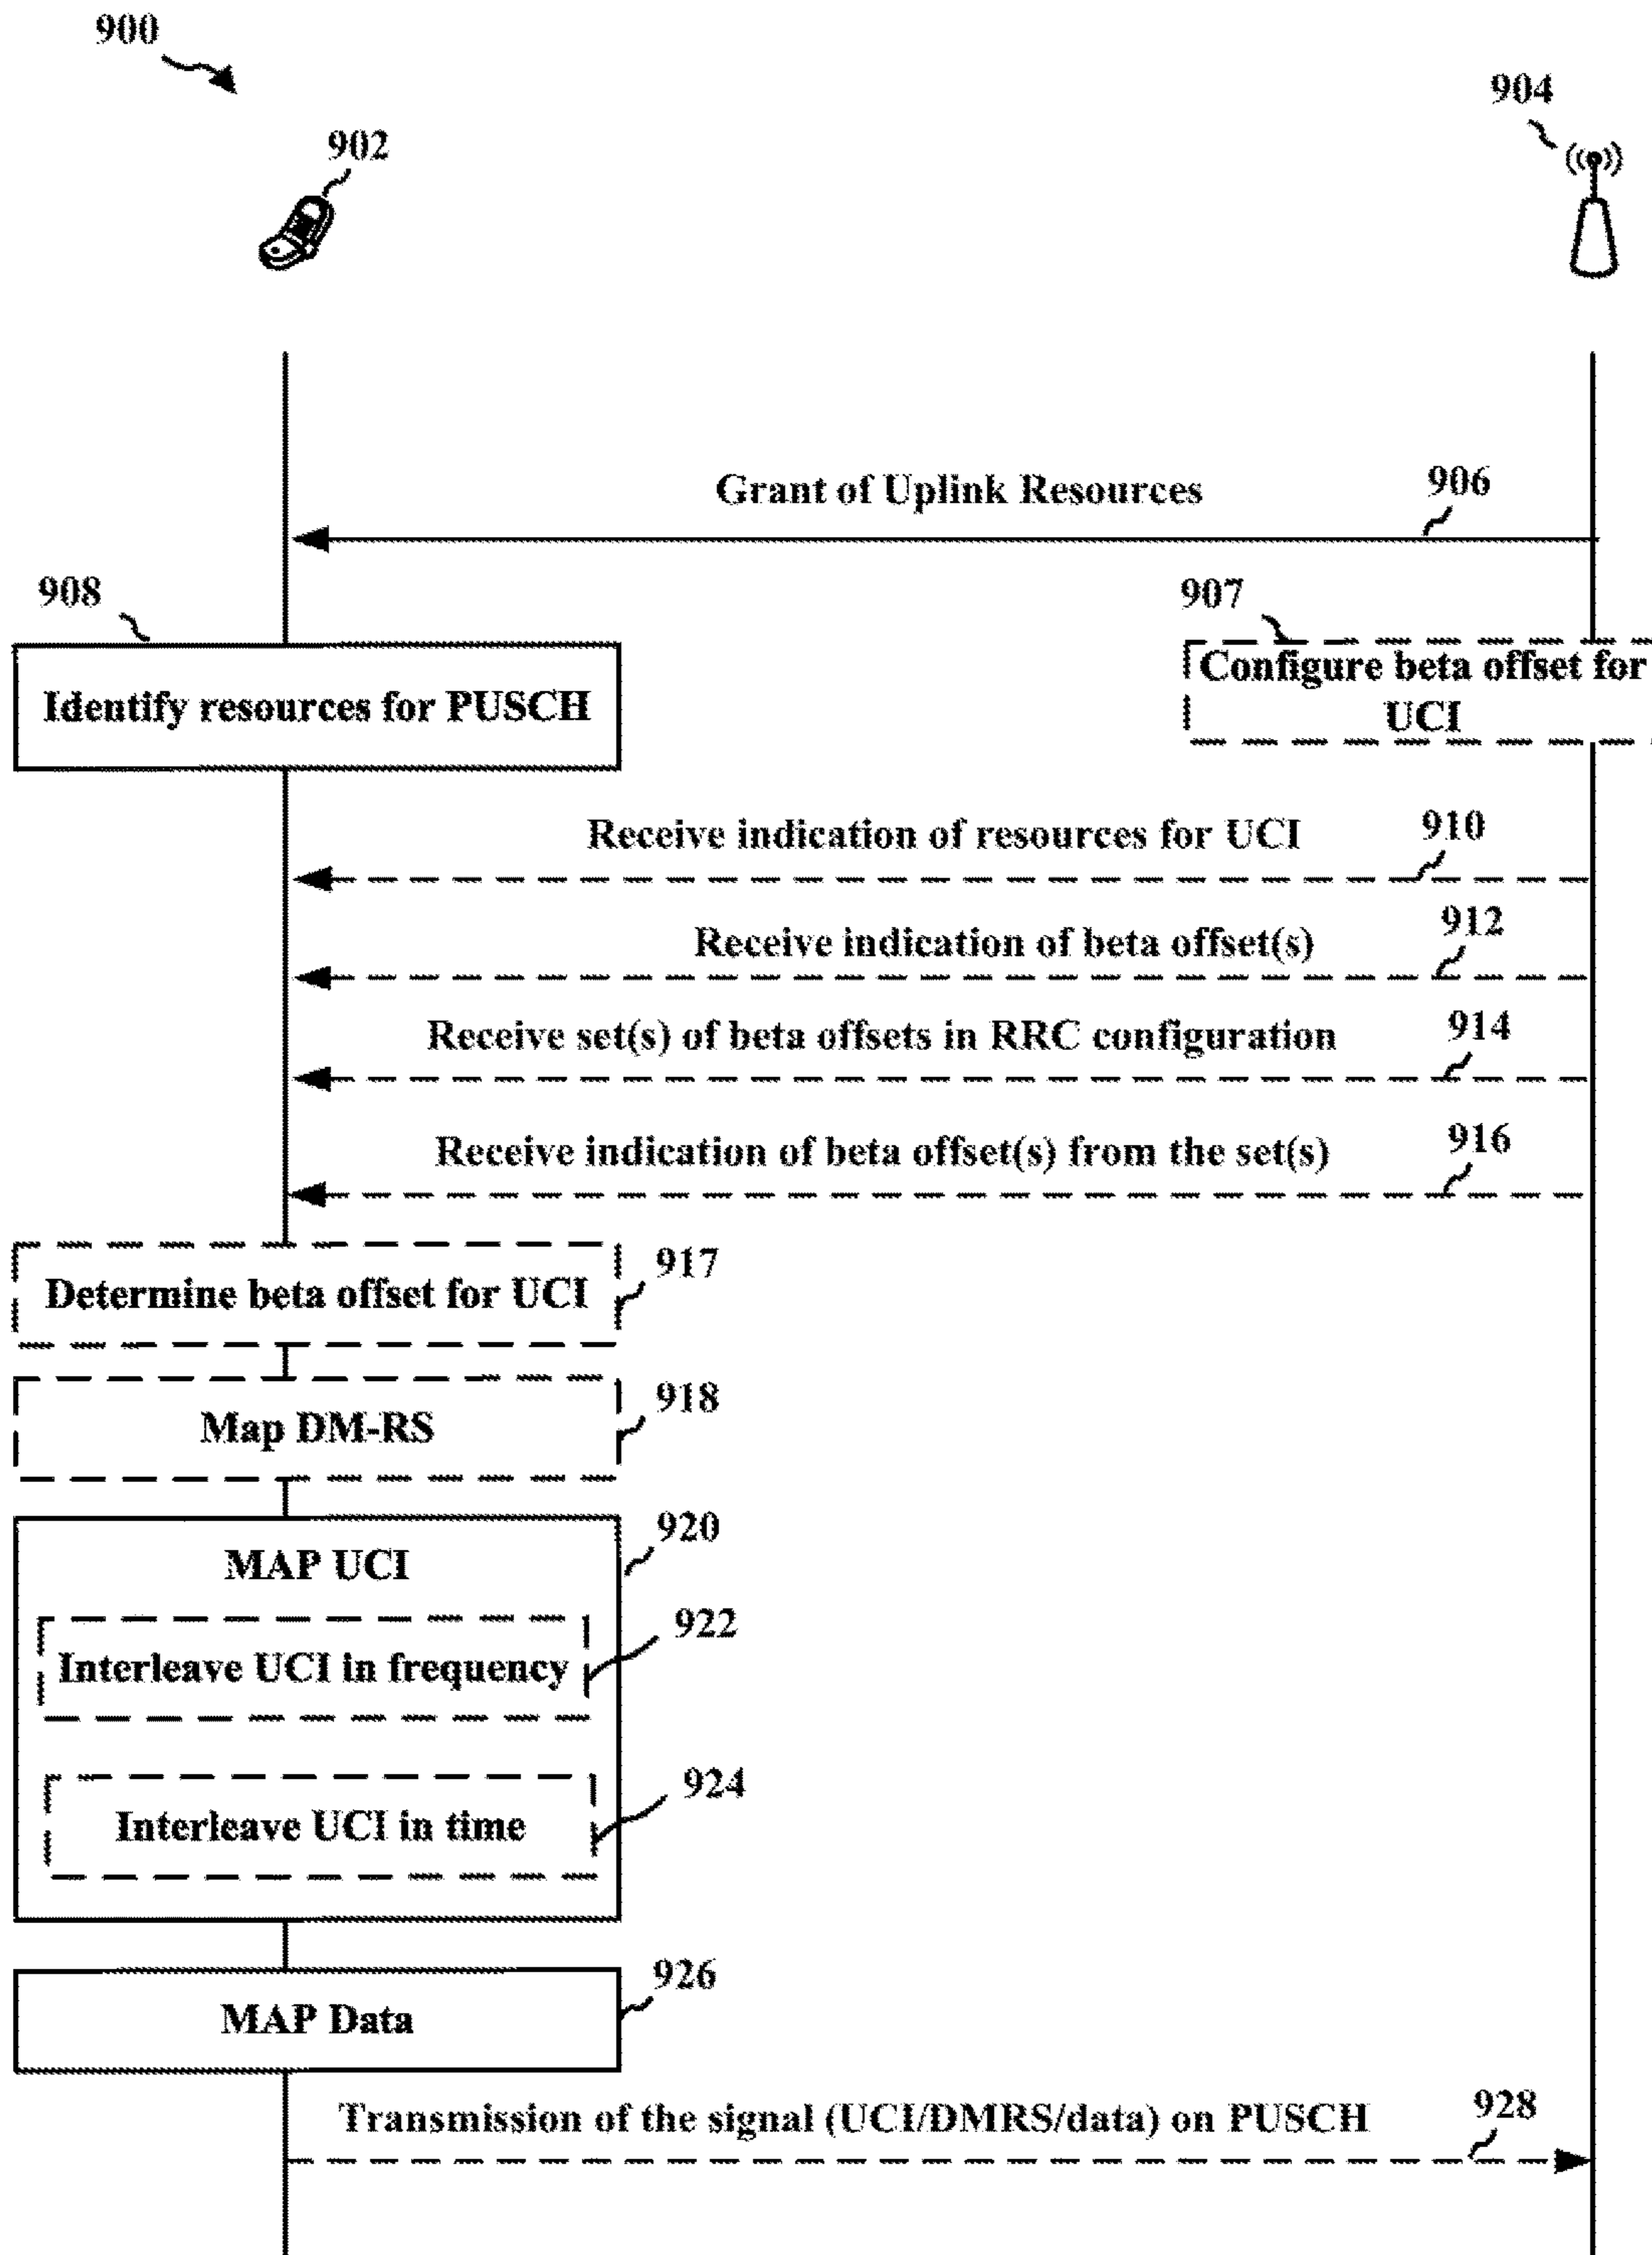 900
904
902
Grant of Uplink Resources
906
908
907
Identify resources for PUSCH
Configure beta offset for
UCI
Receive indication of resources for UCI
910
Receive indication of beta offset(s)
912
Receive set(s) of beta offsets in RRC configuration
914
Receive indication of beta offset(s) from the set(s)
916
Determine beta offset for UCI
917
Map DM-RS
918
MAP UCI
920
Interleave UCI in frequency
922
Interleave UCI in time
924
MAP Data
926
Transmission of the signal (UCI/DMRS/data) on PUSCH
928